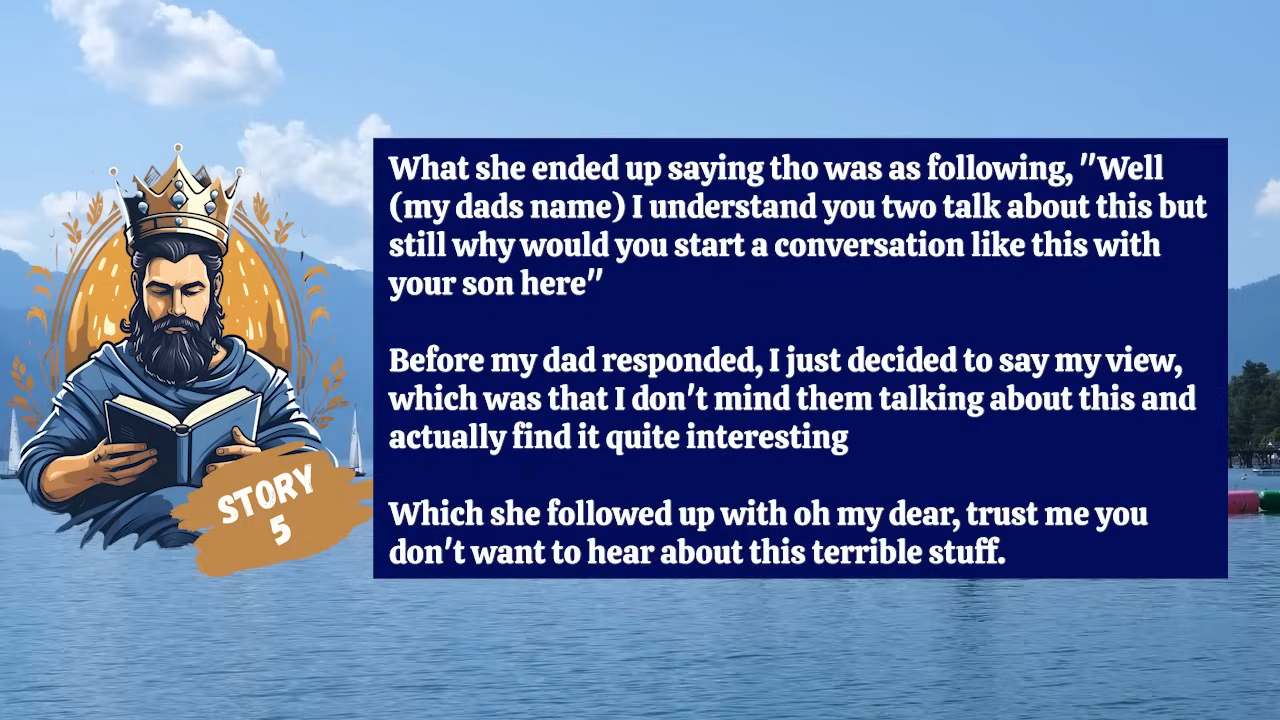 What she ended up saying tho was as following, "Well
(my dads name) I understand you two talk about this but
still why would you start a conversation like this with
your son here"
Before my dad responded, I just decided to say my view,
which was that I don't mind them talking about this and
actually find it quite interesting
Which she followed up with oh my dear, trust me you
don't want to hear about this terrible stuff.
STORY
5